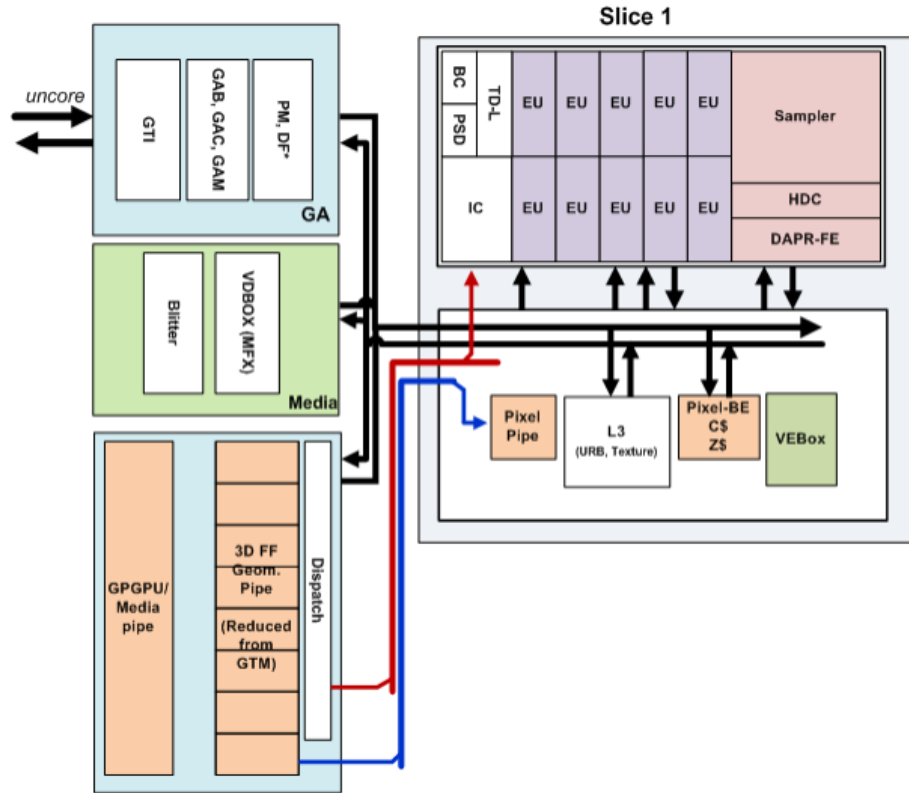 Slice 1
uncore
GTI
GAB, GAC, GAM
PM, DF*
GA
Blitter
VDBOX (MFX)
Media
GPGPU/
Media
pipe
3D FF
Geom.
Pipe
(Reduced
from
GTM)
Dispatch
BC
PSD
TD-L
IC
EU
EU
EU
EU
EU
EU
EU
EU
EU
EU
Sampler
HDC
DAPR-FE
Pixel
Pipe
L3
(URB, Texture)
Pixel-BE
C$
Z$
VEBox